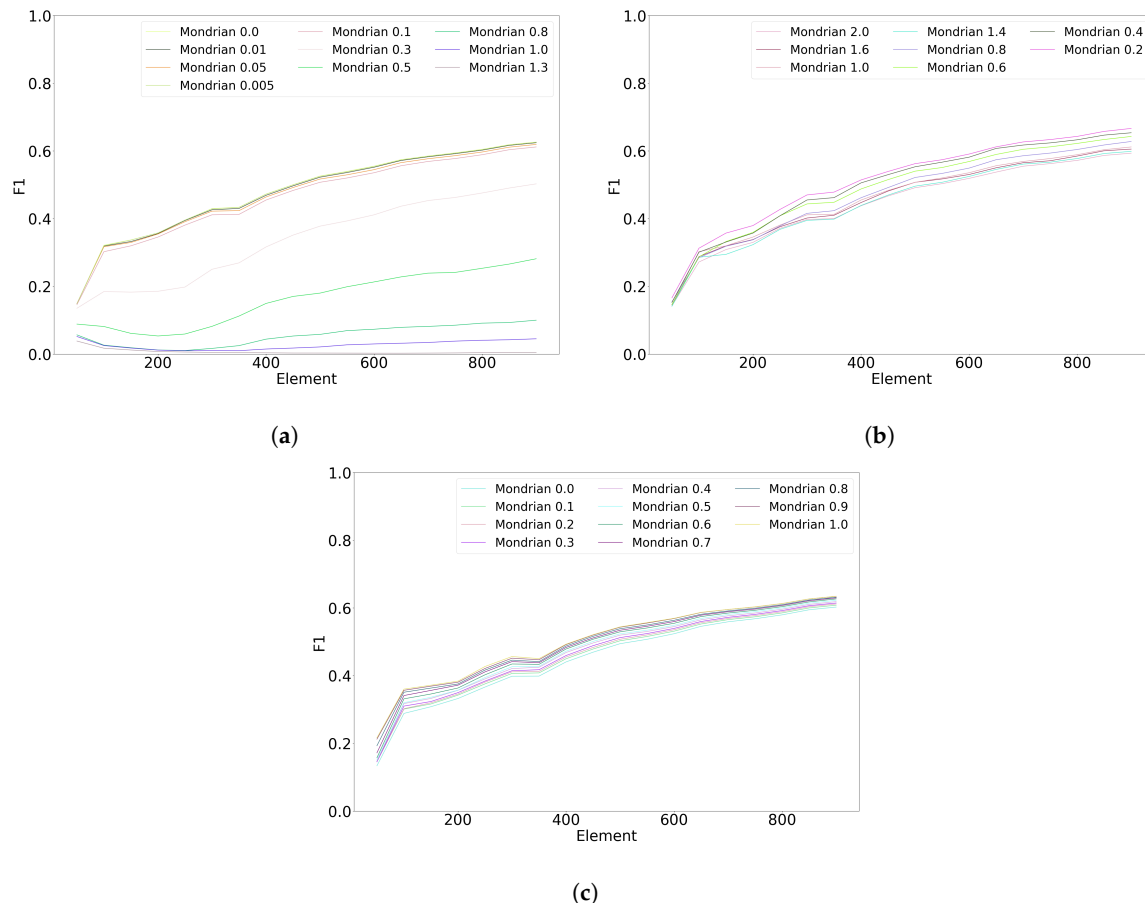 1.0
0.8
0.6
0.4
0.2
0.0
F1
Mondrian 0.0 Mondrian 0.1 Mondrian 0.8
Mondrian 0.01 Mondrian 0.3 Mondrian 1.0
Mondrian 0.05 Mondrian 0.5 Mondrian 1.3
Mondrian 0.005
200 400 600 800
Element
(a)
1.0
0.8
0.6
0.4
0.2
0.0
F1
Mondrian 2.0 Mondrian 1.4 Mondrian 0.4
Mondrian 1.6 Mondrian 0.8 Mondrian 0.2
Mondrian 1.0 Mondrian 0.6
200 400 600 800
Element
(b)
1.0
0.8
0.6
0.4
0.2
0.0
F1
Mondrian 0.0 Mondrian 0.4 Mondrian 0.8
Mondrian 0.1 Mondrian 0.5 Mondrian 0.9
Mondrian 0.2 Mondrian 0.6 Mondrian 1.0
Mondrian 0.3 Mondrian 0.7
200 400 600 800
Element
(c)